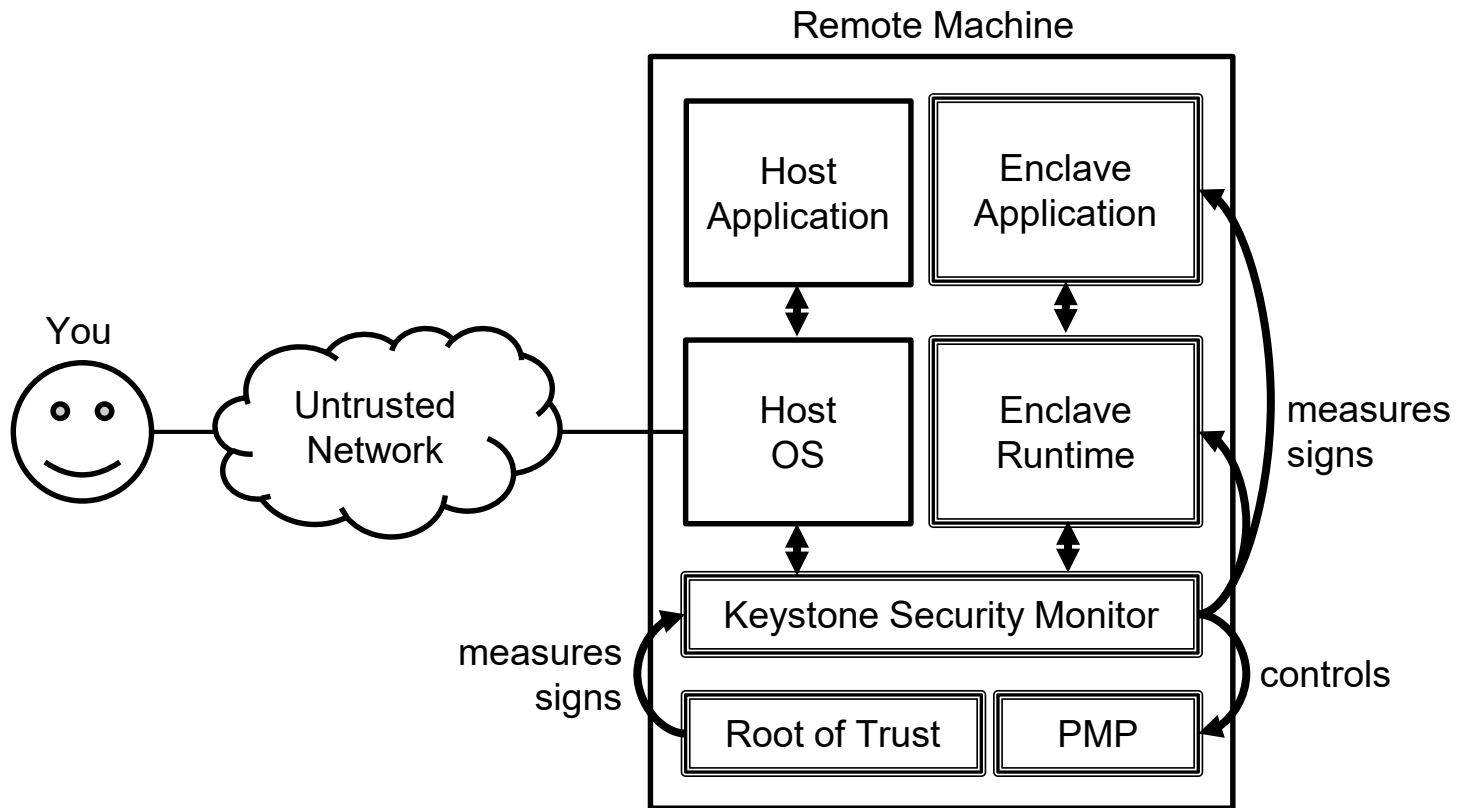 Remote Machine
Host
Application
Enclave
Application
You
Untrusted
Network
Host
OS
Enclave
Runtime
measures
signs
Keystone Security Monitor
measures
signs
controls
Root of Trust
PMP